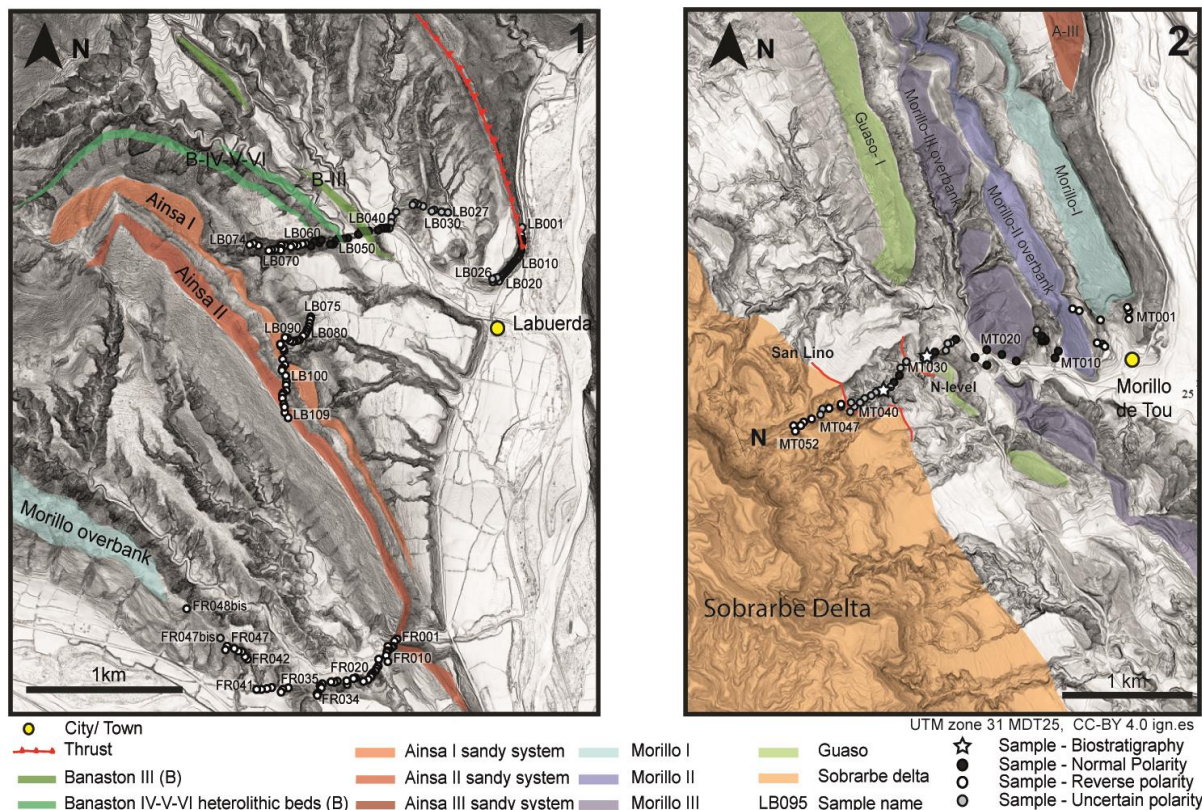 N
1
B-IV-V-VI
B-III
LB040
LB027
LB030
LB001
Ainsa I
LB074
LB060
LB050
LB070
LB010
LB026
LB020
Ainsa II
LB075
LB090
LB080
Labuerda
LB100
LB109
Morillo overbank
FR048bis
FR047bis
FR047
FR042
FR001
FR010
FR020
FR035
FR041
FR034
1km
N
2
A-III
Guaso- I
Morillo-III overbank
Morillo-II overbank
Morillo-I
MT001
MT020
MT010
San Lino
MT030
N-level
Morillo
de Tou
25
MT040
MT047
N
MT052
Sobrarbe Delta
1 km
UTM zone 31 MDT25, CC-BY 4.0 ign.es
City/ Town
Thrust
Banaston III (B)
Banaston IV-V-VI heterolithic beds (B)
Ainsa I sandy system
Ainsa II sandy system
Ainsa III sandy system
Morillo I
Morillo II
Morillo III
Guaso
Sobrarbe delta
LB095 Sample name
Sample - Biostratigraphy
Sample - Normal Polarity
Sample - Reverse polarity
Sample - Uncertain polarity